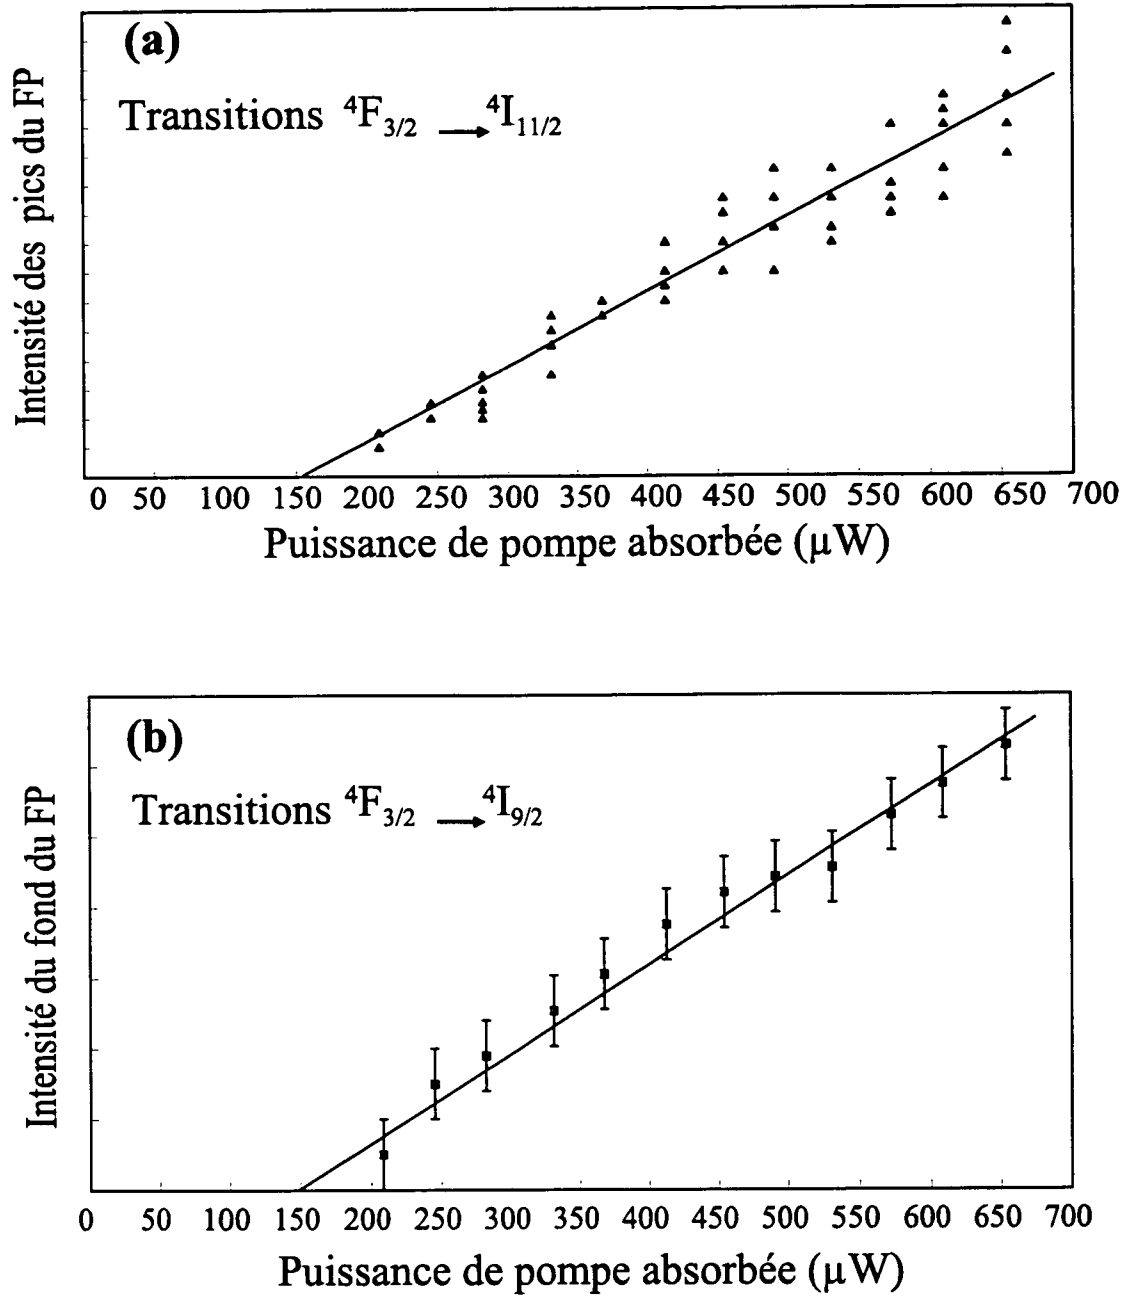 (a)
Transitions ⁴F₃/₂ → ⁴I₁₁/₂
Intensité des pics du FP
0 50 100 150 200 250 300 350 400 450 500 550 600 650 700
Puissance de pompe absorbée (µW)
(b)
Transitions ⁴F₃/₂ → ⁴I₉/₂
Intensité du fond du FP
0 50 100 150 200 250 300 350 400 450 500 550 600 650 700
Puissance de pompe absorbée (µW)